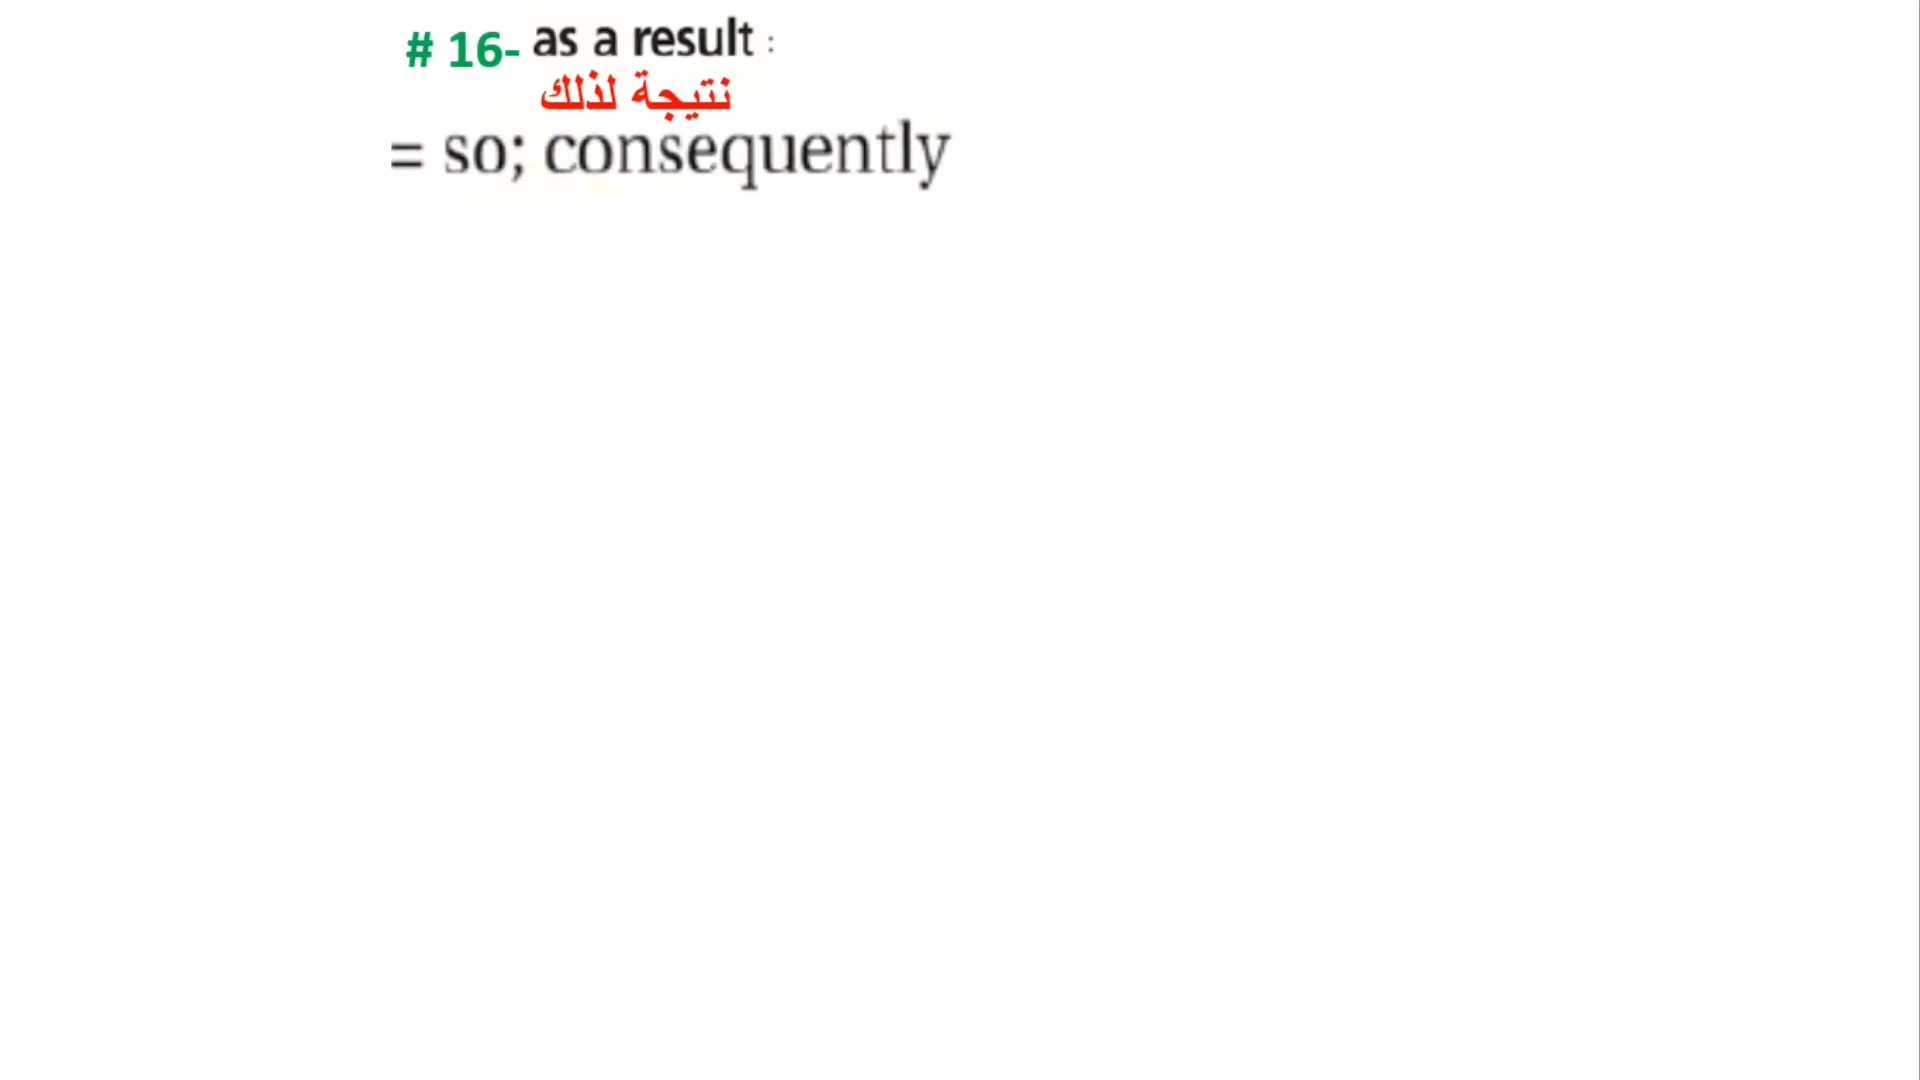 # 16- as a result :
نتيجة لذلك
= so; consequently